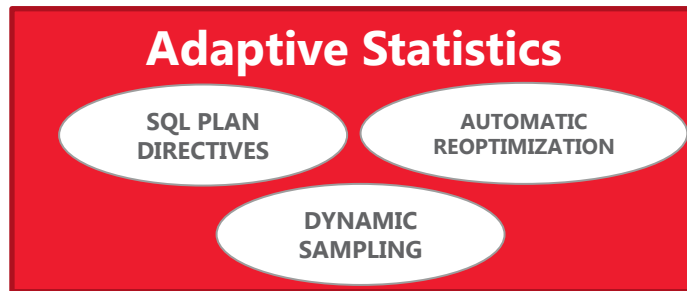 Adaptive Statistics
SQL PLAN
DIRECTIVES
AUTOMATIC
REOPTIMIZATION
DYNAMIC
SAMPLING